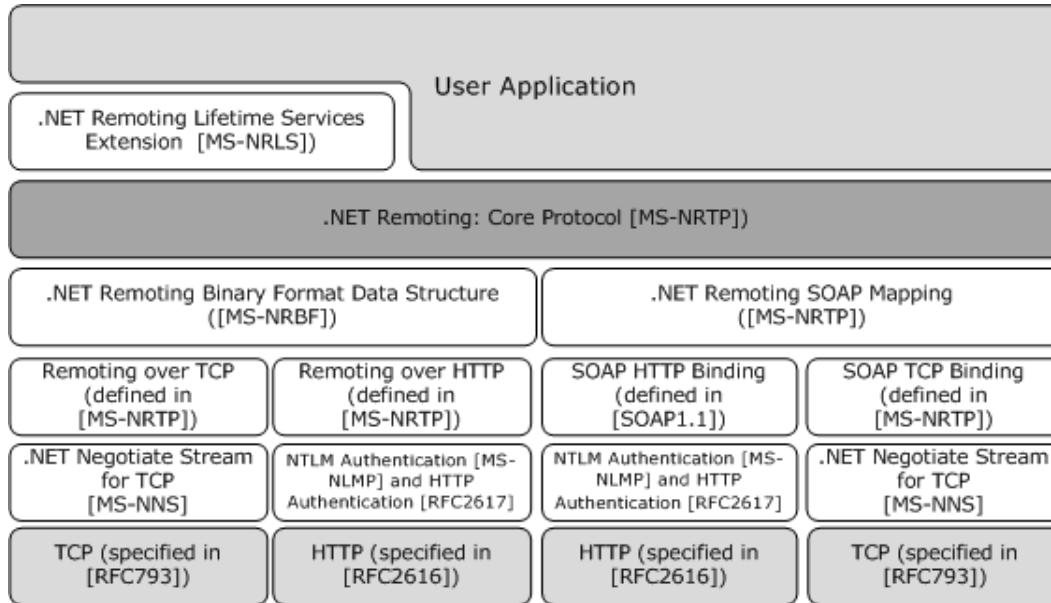 User Application
.NET Remoting Lifetime Services
Extension [MS-NRLS])
.NET Remoting: Core Protocol [MS-NRTP])
.NET Remoting Binary Format Data Structure
([MS-NRBF])
.NET Remoting SOAP Mapping
([MS-NRTP])
Remoting over TCP
(defined in
[MS-NRTP])
Remoting over HTTP
(defined in
[MS-NRTP])
SOAP HTTP Binding
(defined in
[SOAP1.1])
SOAP TCP Binding
(defined in
[MS-NRTP])
.NET Negotiate Stream
for TCP
[MS-NNS]
NTLM Authentication [MS-
NLMP] and HTTP
Authentication [RFC2617]
NTLM Authentication [MS-
NLMP] and HTTP
Authentication [RFC2617]
.NET Negotiate Stream
for TCP
[MS-NNS]
TCP (specified in
[RFC793])
HTTP (specified in
[RFC2616])
HTTP (specified in
[RFC2616])
TCP (specified in
[RFC793])